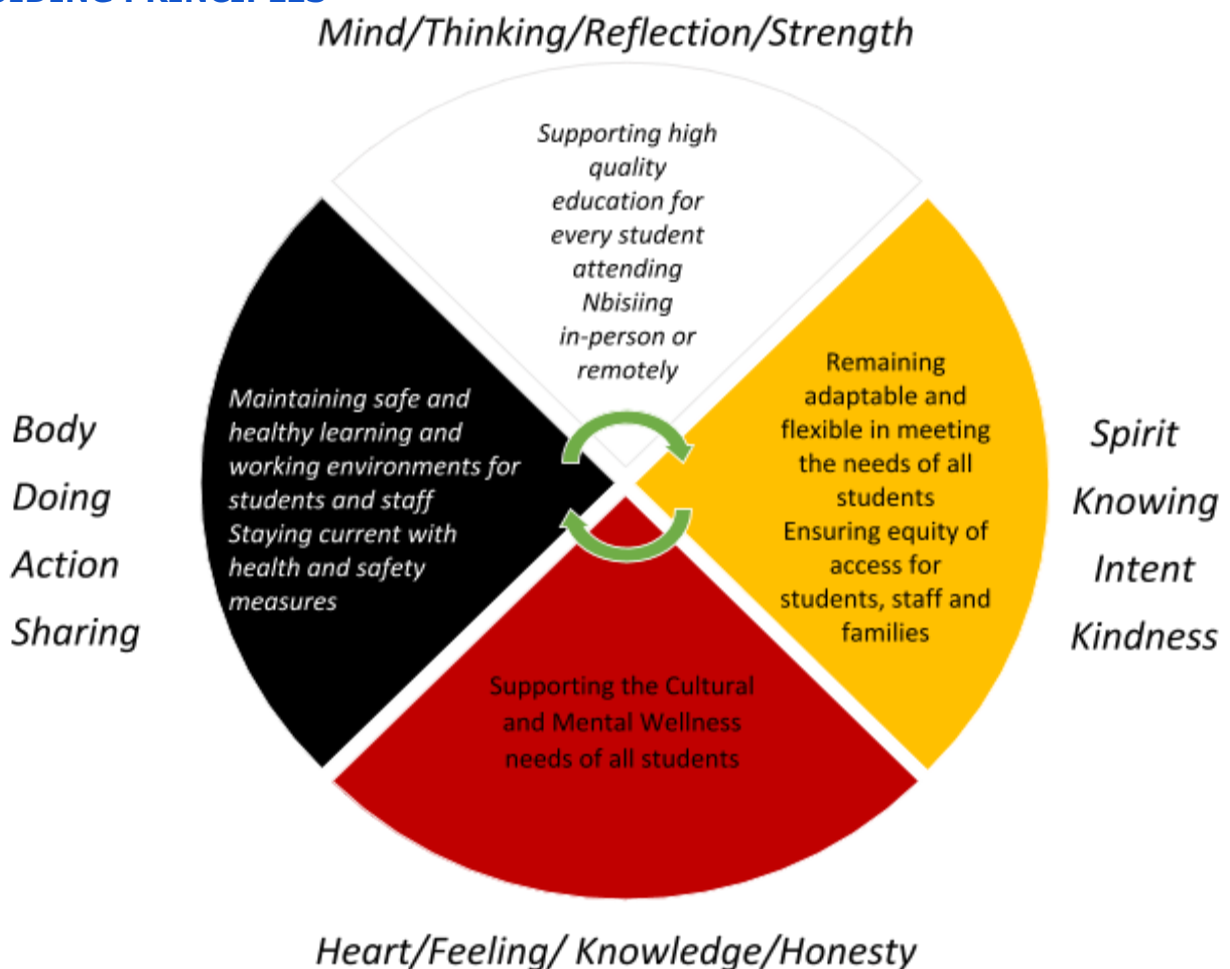 Mind/Thinking/Reflection/Strength
Supporting high
quality
education for
every student
attending
Nbisiing
in-person or
remotely
Body
Doing
Action
Sharing
Maintaining safe and
healthy learning and
working environments for
students and staff
Staying current with
health and safety
measures
Remaining
adaptable and
flexible in meeting
the needs of all
students
Ensuring equity of
access for
students, staff and
families
Spirit
Knowing
Intent
Kindness
Supporting the Cultural
and Mental Wellness
needs of all students
Heart/Feeling/ Knowledge/Honesty